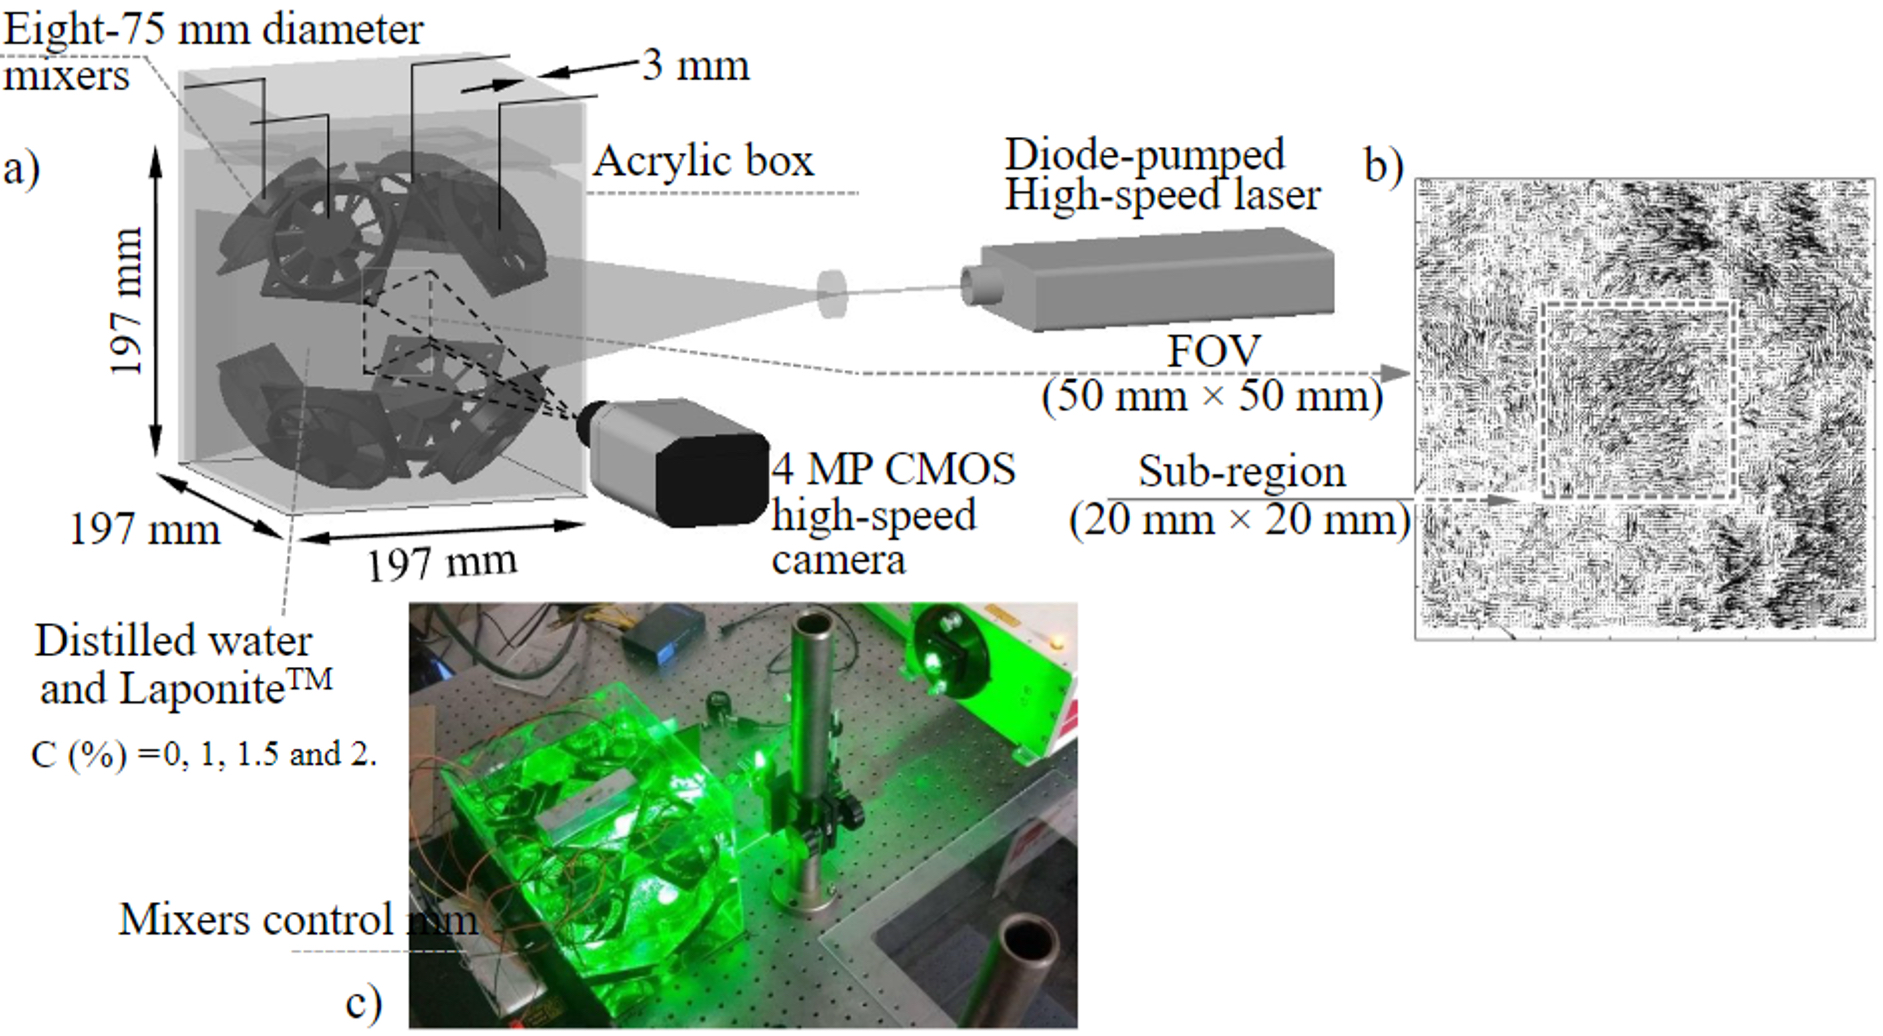 Eight-75 mm diameter
mixers
3 mm
a)
Acrylic box
Diode-pumped
High-speed laser
b)
197 mm
FOV
(50 mm × 50 mm)
4 MP CMOS
high-speed
camera
Sub-region
(20 mm × 20 mm)
197 mm
197 mm
Distilled water
and Laponite™
C (%) =0, 1, 1.5 and 2.
Mixers control mm
c)